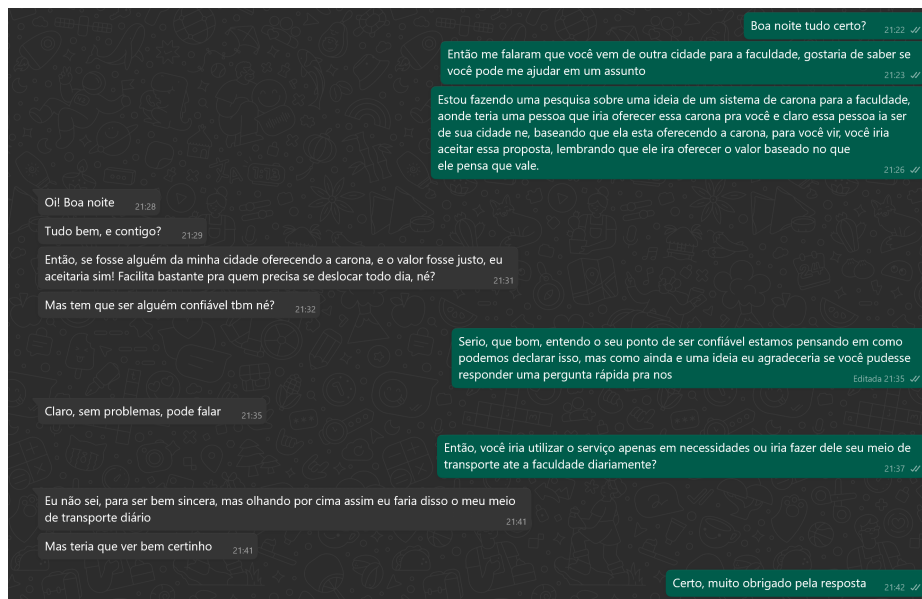 Boa noite tudo certo? 21:22
Então me falaram que você vem de outra cidade para a faculdade, gostaria de saber se
você pode me ajudar em um assunto 21:23
Estou fazendo uma pesquisa sobre uma ideia de um sistema de carona para a faculdade,
aonde teria uma pessoa que iria oferecer essa carona pra você e claro essa pessoa ia ser
de sua cidade ne, baseando que ela esta oferecendo a carona, para você vir, você iria
aceitar essa proposta, lembrando que ele ira oferecer o valor baseado no que
ele pensa que vale. 21:26
Oi! Boa noite 21:28
Tudo bem, e contigo? 21:29
Então, se fosse alguém da minha cidade oferecendo a carona, e o valor fosse justo, eu
aceitaria sim! Facilita bastante pra quem precisa se deslocar todo dia, né? 21:31
Mas tem que ser alguém confiável tbm né? 21:32
Serio, que bom, entendo o seu ponto de ser confiável estamos pensando em como
podemos declarar isso, mas como ainda e uma ideia eu agradeceria se você pudesse
responder uma pergunta rápida pra nos Editada 21:35
Claro, sem problemas, pode falar 21:35
Então, você iria utilizar o serviço apenas em necessidades ou iria fazer dele seu meio de
transporte ate a faculdade diariamente? 21:37
Eu não sei, para ser bem sincera, mas olhando por cima assim eu faria disso o meu meio
de transporte diário 21:41
Mas teria que ver bem certinho 21:41
Certo, muito obrigado pela resposta 21:42